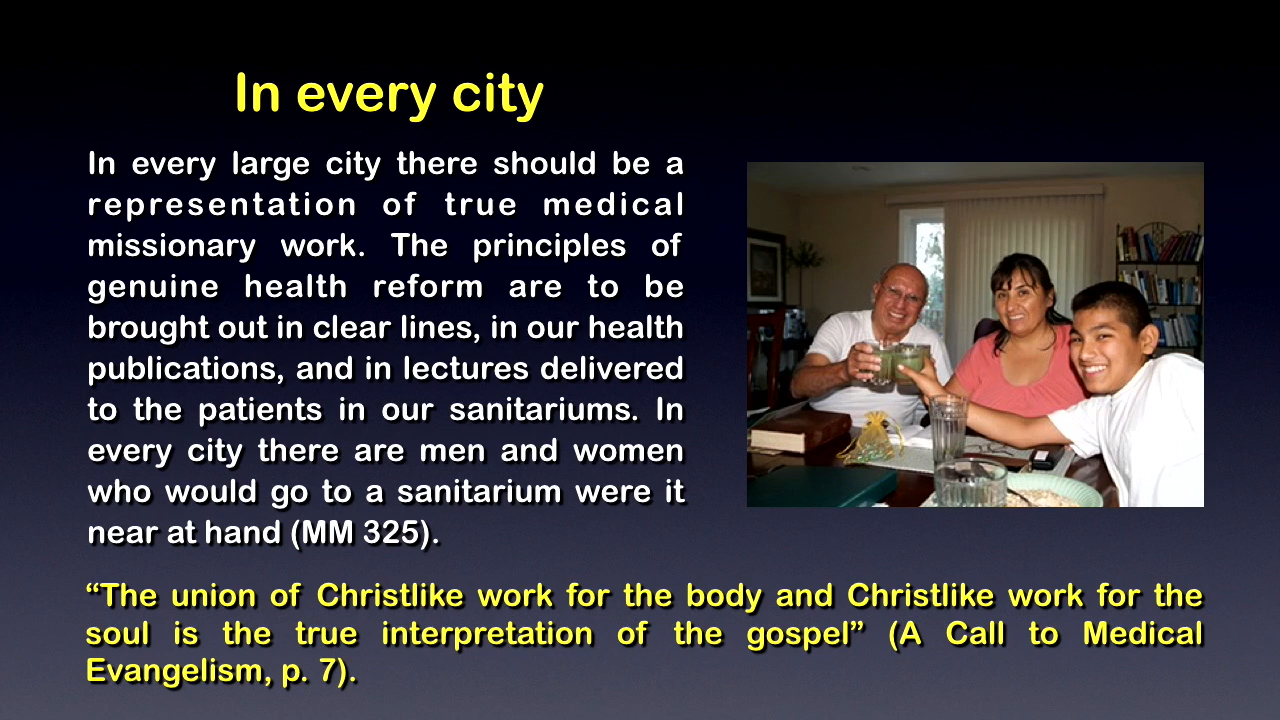 In every city
In every large city there should be a
representation of true medical
missionary work. The principles of
genuine health reform are to be
brought out in clear lines, in our health
publications, and in lectures delivered
to the patients in our sanitariums. In
every city there are men and women
who would go to a sanitarium were it
near at hand (MM 325).
“The union of Christlike work for the body and Christlike work for the
soul is the true interpretation of the gospel” (A Call to Medical
Evangelism, p. 7).